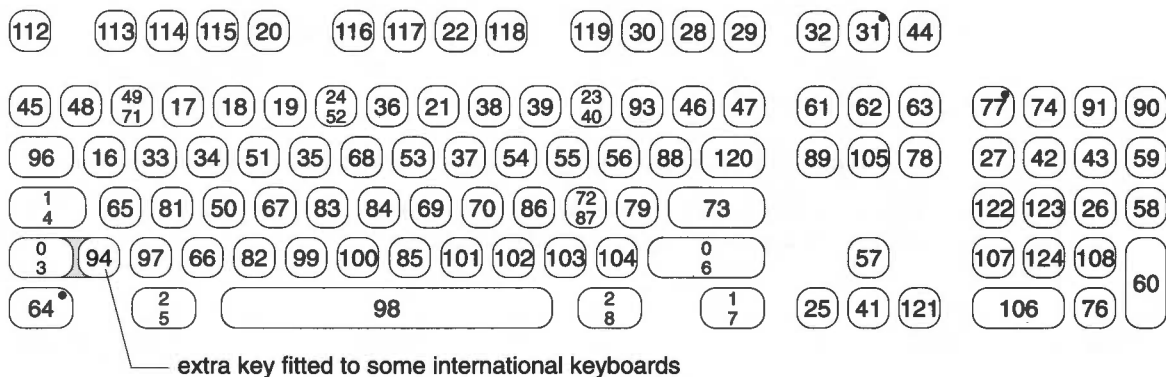 112 113 114 115 20 116 117 22 118 119 30 28 29 32 31 44
45 48 49 71 17 18 19 24 52 36 21 38 39 23 40 93 46 47 61 62 63 77 74 91 90
96 16 33 34 51 35 68 53 37 54 55 56 88 120 89 105 78 27 42 43 59
1 4 65 81 50 67 83 84 69 70 86 72 87 79 73 122 123 26 58
0 3 94 97 66 82 99 100 85 101 102 103 104 0 6 57 107 124 108 60
64 2 5 98 2 8 1 7 25 41 121 106 76
extra key fitted to some international keyboards